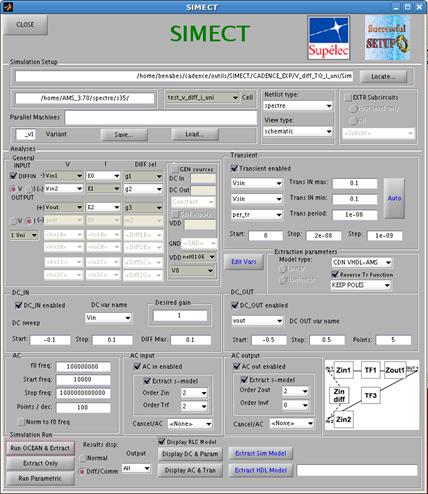 SIMECT
CLOSE
SIMECT
Supélec
Successful
SETUP
Simulation Setup
/home/benabes/cadence/outils/SIMECT/CADENCE_EXP/V_diff_TO_I_uni/Sim
Locate...
/home/AMS_3.70/spectre/s35/
test_v_diff_i_uni
Cell
Netlist type:
spectre
EXTR Subcircuits
Parallel Machines
View type:
schematic
_v1
Variant
Save...
Load...
Analyses
General
V
I
DIFF sel
INPUT
DIFFIN
Vin1
E0
g1
V
I
Vin2
E1
g2
OUTPUT
Vout
E2
g3
V
I
1 Uni
GEN sources
DC In
DC Out
Constant
GEN supply
VDD
GND
<GND>
VDD
net0106
V0
Transient
Transient enabled
Vsin
Trans IN max:
0.1
Vsin
Trans IN min:
0.1
Auto
per_tr
Trans period:
1e-08
Start:
0
Stop:
2e-08
Step:
1e-09
Edit Vars
Extraction parameters
Model type:
CDN VHDL-AMS
Linear
Reverse Tr Function
KEEP POLES
DC_IN
DC_IN enabled
DC var name
Vin
Desired gain
1
DC sweep
Start:
-0.1
Stop:
0.1
DIFF Max:
0.1
DC_OUT
DC_OUT enabled
vout
DC OUT var name
Start:
-0.5
Stop:
0.5
Points:
5
AC
f0 freq:
100000000
Start freq:
10000
Stop freq:
Points / dec:
100
Norm to f0 freq
AC input
AC in enabled
Extract s-model
Order Zin
2
Order Trf
2
Cancel/AC
<None>
AC output
AC out enabled
Extract s-model
Order Zout
2
Order Invf
0
Cancel/AC
<None>
Zin1
TF1
Zout1
Zin
diff
TF3
Zin2
Simulation Run
Run OCEAN & Extract
Extract Only
Run Parametric
Results disp:
Normal
Diff/Comm
Output
All
Display RLC Model
Display DC & Param
Display AC & Tran
Extract Sim Model
Extract HDL Model